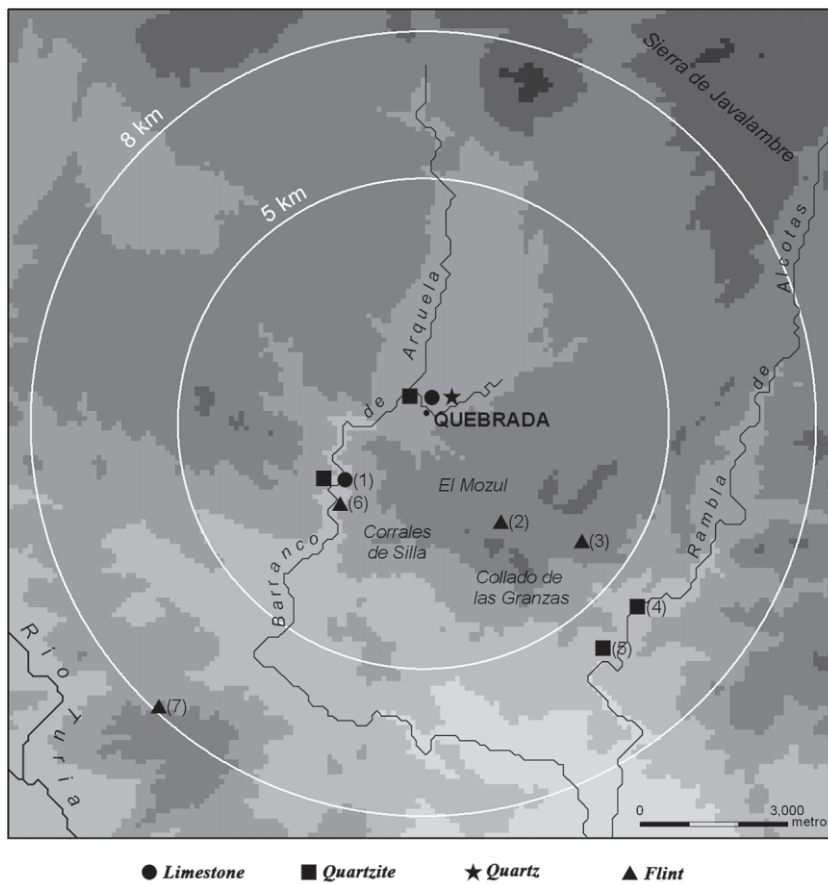 Sierra de Javalambre
8 km
5 km
Rambla de Alcotas
Barranco de Arquela
QUEBRADA
(1)
El Mozul
(6)
(2)
Corrales
de Silla
(3)
Collado de
las Granzas
(4)
(5)
Rio Turia
(7)
0 3,000
metros
Limestone Quartzite Quartz Flint